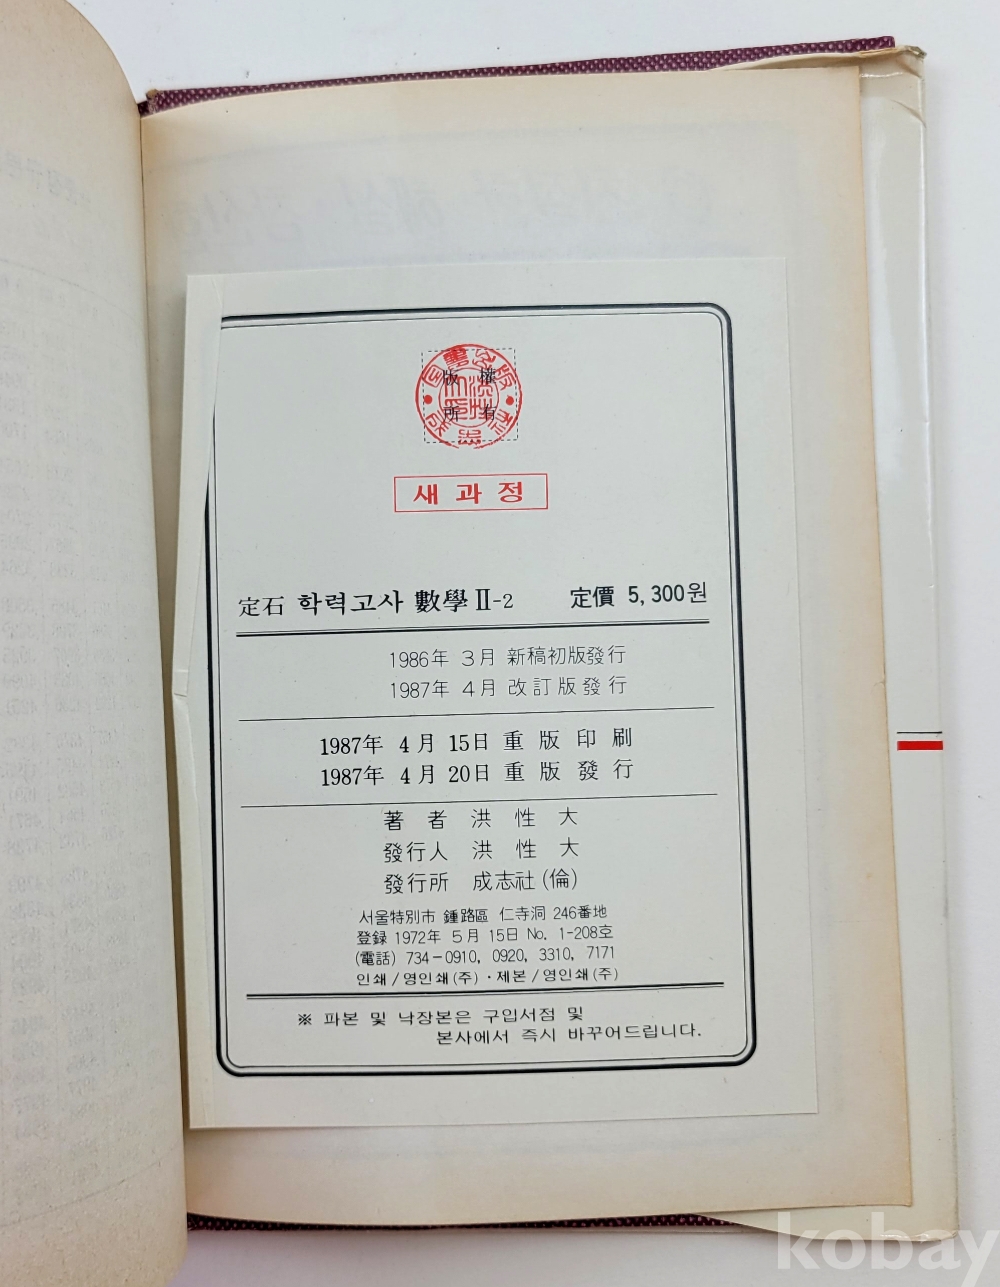 版權
所有
새과정
定石 학력고사 數學 Ⅱ-2 定價 5,300원
1986年 3月 新稿初版發行
1987年 4月 改訂版發行
1987年 4月 15日 重版印刷
1987年 4月 20日 重版發行
著者 洪性大
發行人 洪性大
發行所 成志社(倫)
서울特別市 鍾路區 仁寺洞 246番地
登録 1972年 5月 15日 No. 1-208호
(電話) 734-0910, 0920, 3310, 7171
인쇄/영인쇄(주)·제본/영인쇄(주)
※ 파본 및 낙장본은 구입서점 및
본사에서 즉시 바꾸어드립니다.
kobay